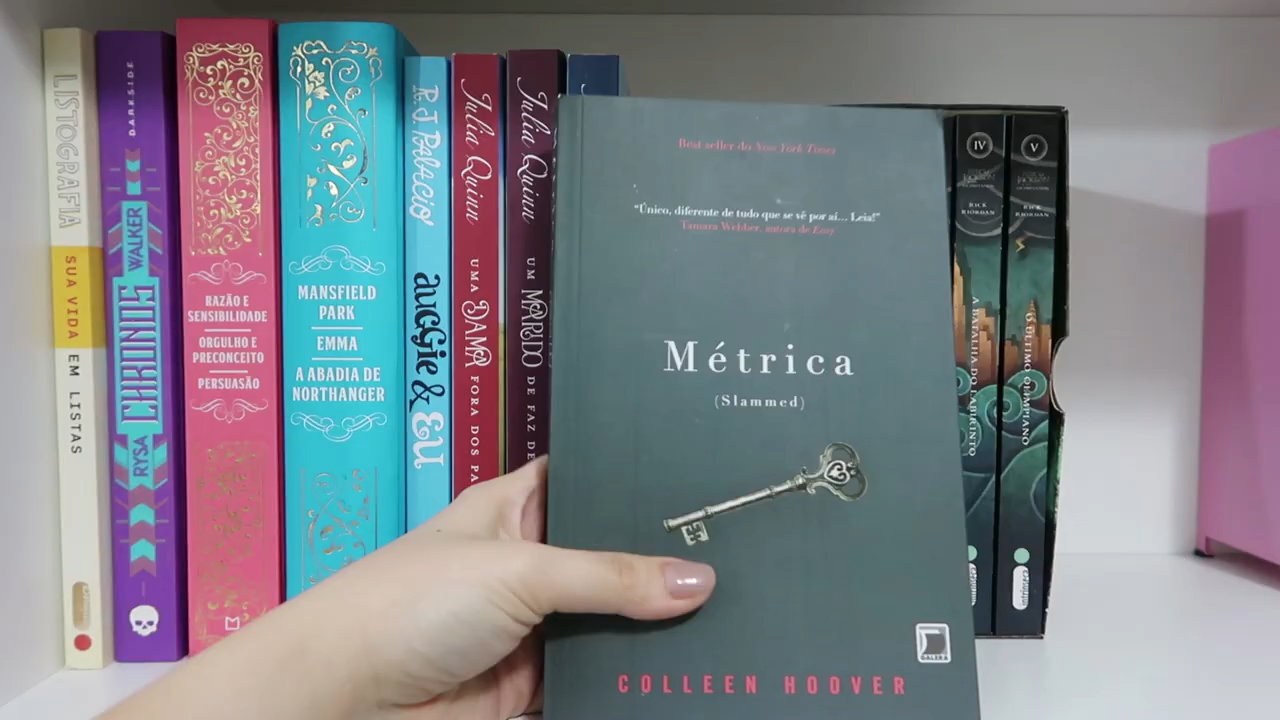 LISTOGRAFIA
SUA VIDA EM LISTAS
DARKSIDE
RYSA WALKER
CHRONOS
RAZÃO E
SENSIBILIDADE
ORGULHO E
PRECONCEITO
PERSUASÃO
MANSFIELD
PARK
EMMA
A ABADIA DE
NORTHANGER
R.J. PALACIO
AUGGIE & EU
Julia Quinn
UMA DAMA FORA DOS PA
Julia Quinn
UM MARIDO DE FAZ DE
Best seller do New York Times
“Único, diferente de tudo que se vê por aí... Leia!”
Tamara Webber, autora de Easy
Métrica
(Slammed)
GALERA
COLLEEN HOOVER
IV
RICK
RIORDAN
A BATALHA DO LABIRINTO
V
RICK
RIORDAN
O ÚLTIMO OLIMPIANO